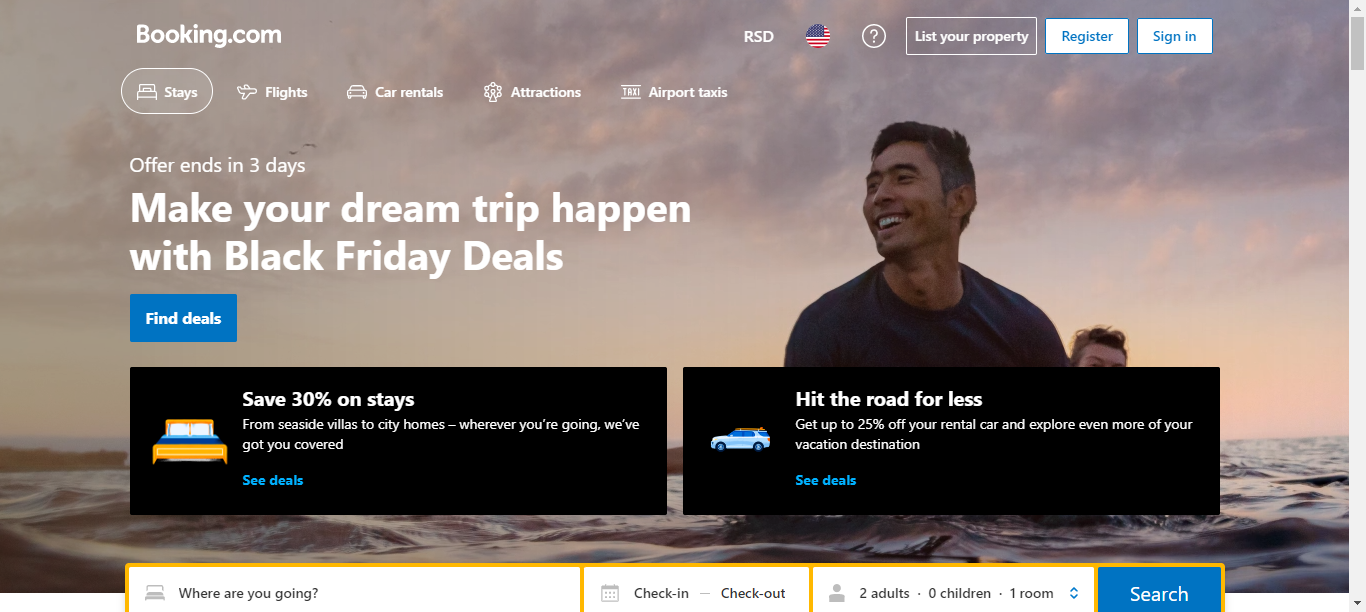 Booking.com
RSD
?
List your property
Register
Sign in
Stays
Flights
Car rentals
Attractions
TAXI
Airport taxis
Offer ends in 3 days
Make your dream trip happen
with Black Friday Deals
Find deals
Save 30% on stays
From seaside villas to city homes – wherever you're going, we've
got you covered
See deals
Hit the road for less
Get up to 25% off your rental car and explore even more of your
vacation destination
See deals
Where are you going?
Check-in — Check-out
2 adults · 0 children · 1 room
Search